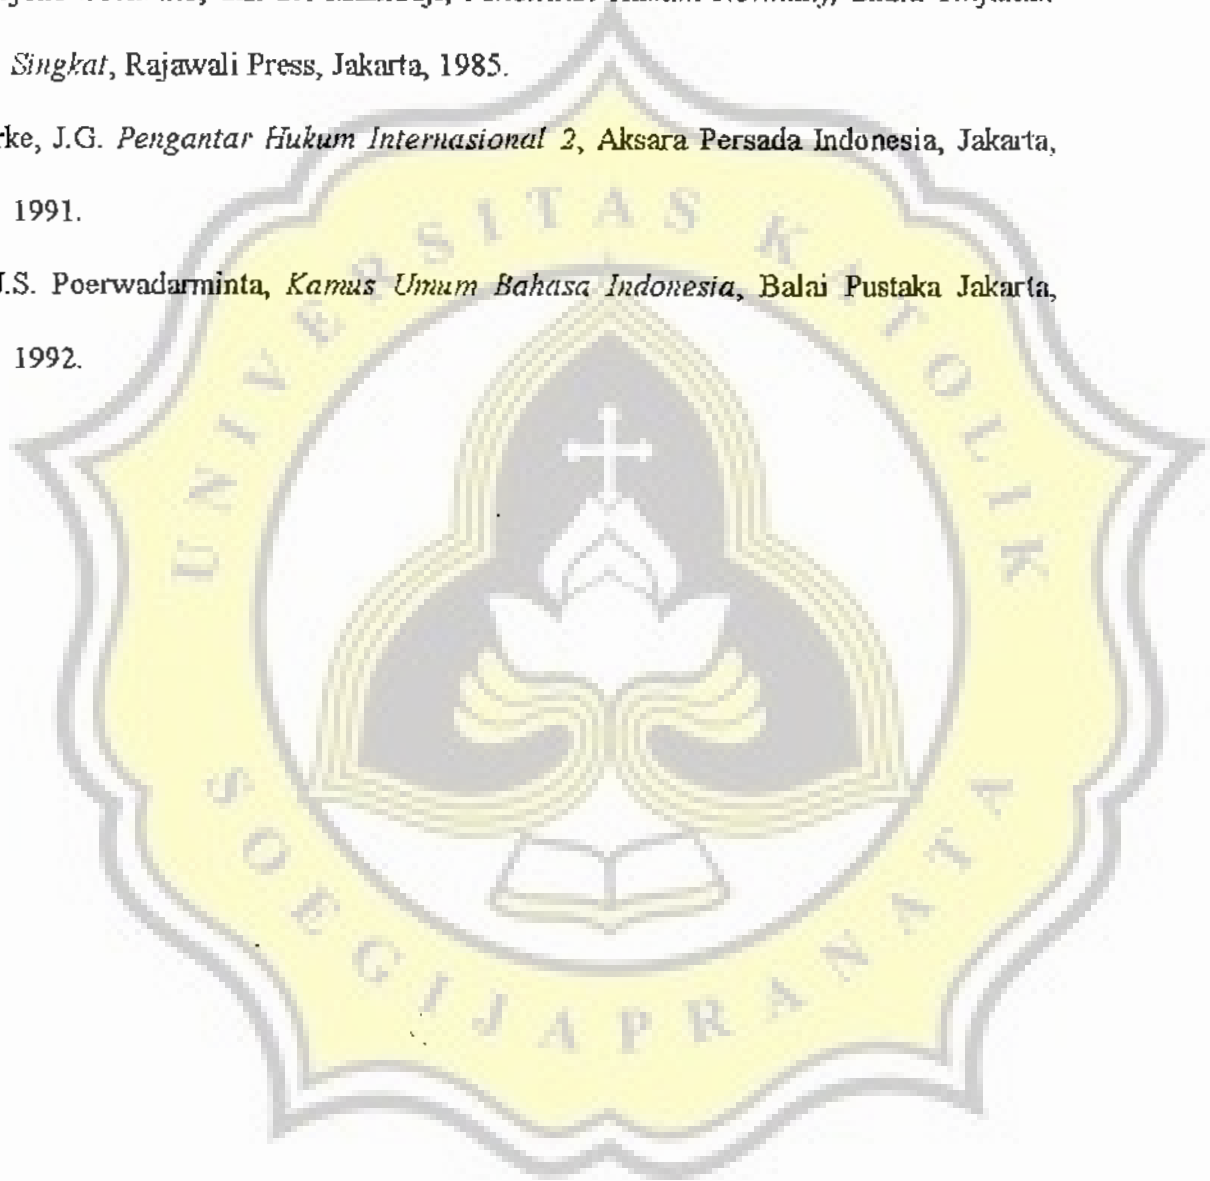 Singkat, Rajawali Press, Jakarta, 1985.
rke, J.G. Pengantar Hukum Internasional 2, Aksara Persada Indonesia, Jakarta,
1991.
J.S. Poerwadarminta, Kamus Umum Bahasa Indonesia, Balai Pustaka Jakarta,
1992.
UNIVERSITAS KATOLIK
SOEGIJAPRANATA